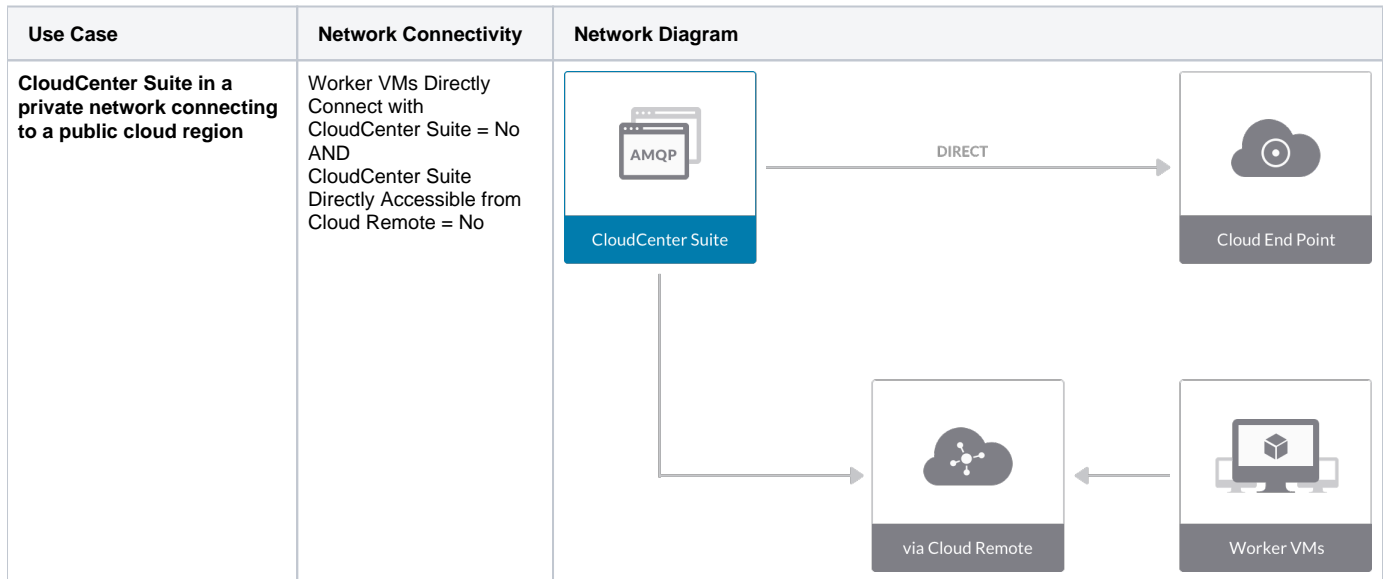 Use Case
Network Connectivity
Network Diagram
CloudCenter Suite in a
private network connecting
to a public cloud region
Worker VMs Directly
Connect with
CloudCenter Suite = No
AND
CloudCenter Suite
Directly Accessible from
Cloud Remote = No
AMQP
CloudCenter Suite
DIRECT
Cloud End Point
via Cloud Remote
Worker VMs